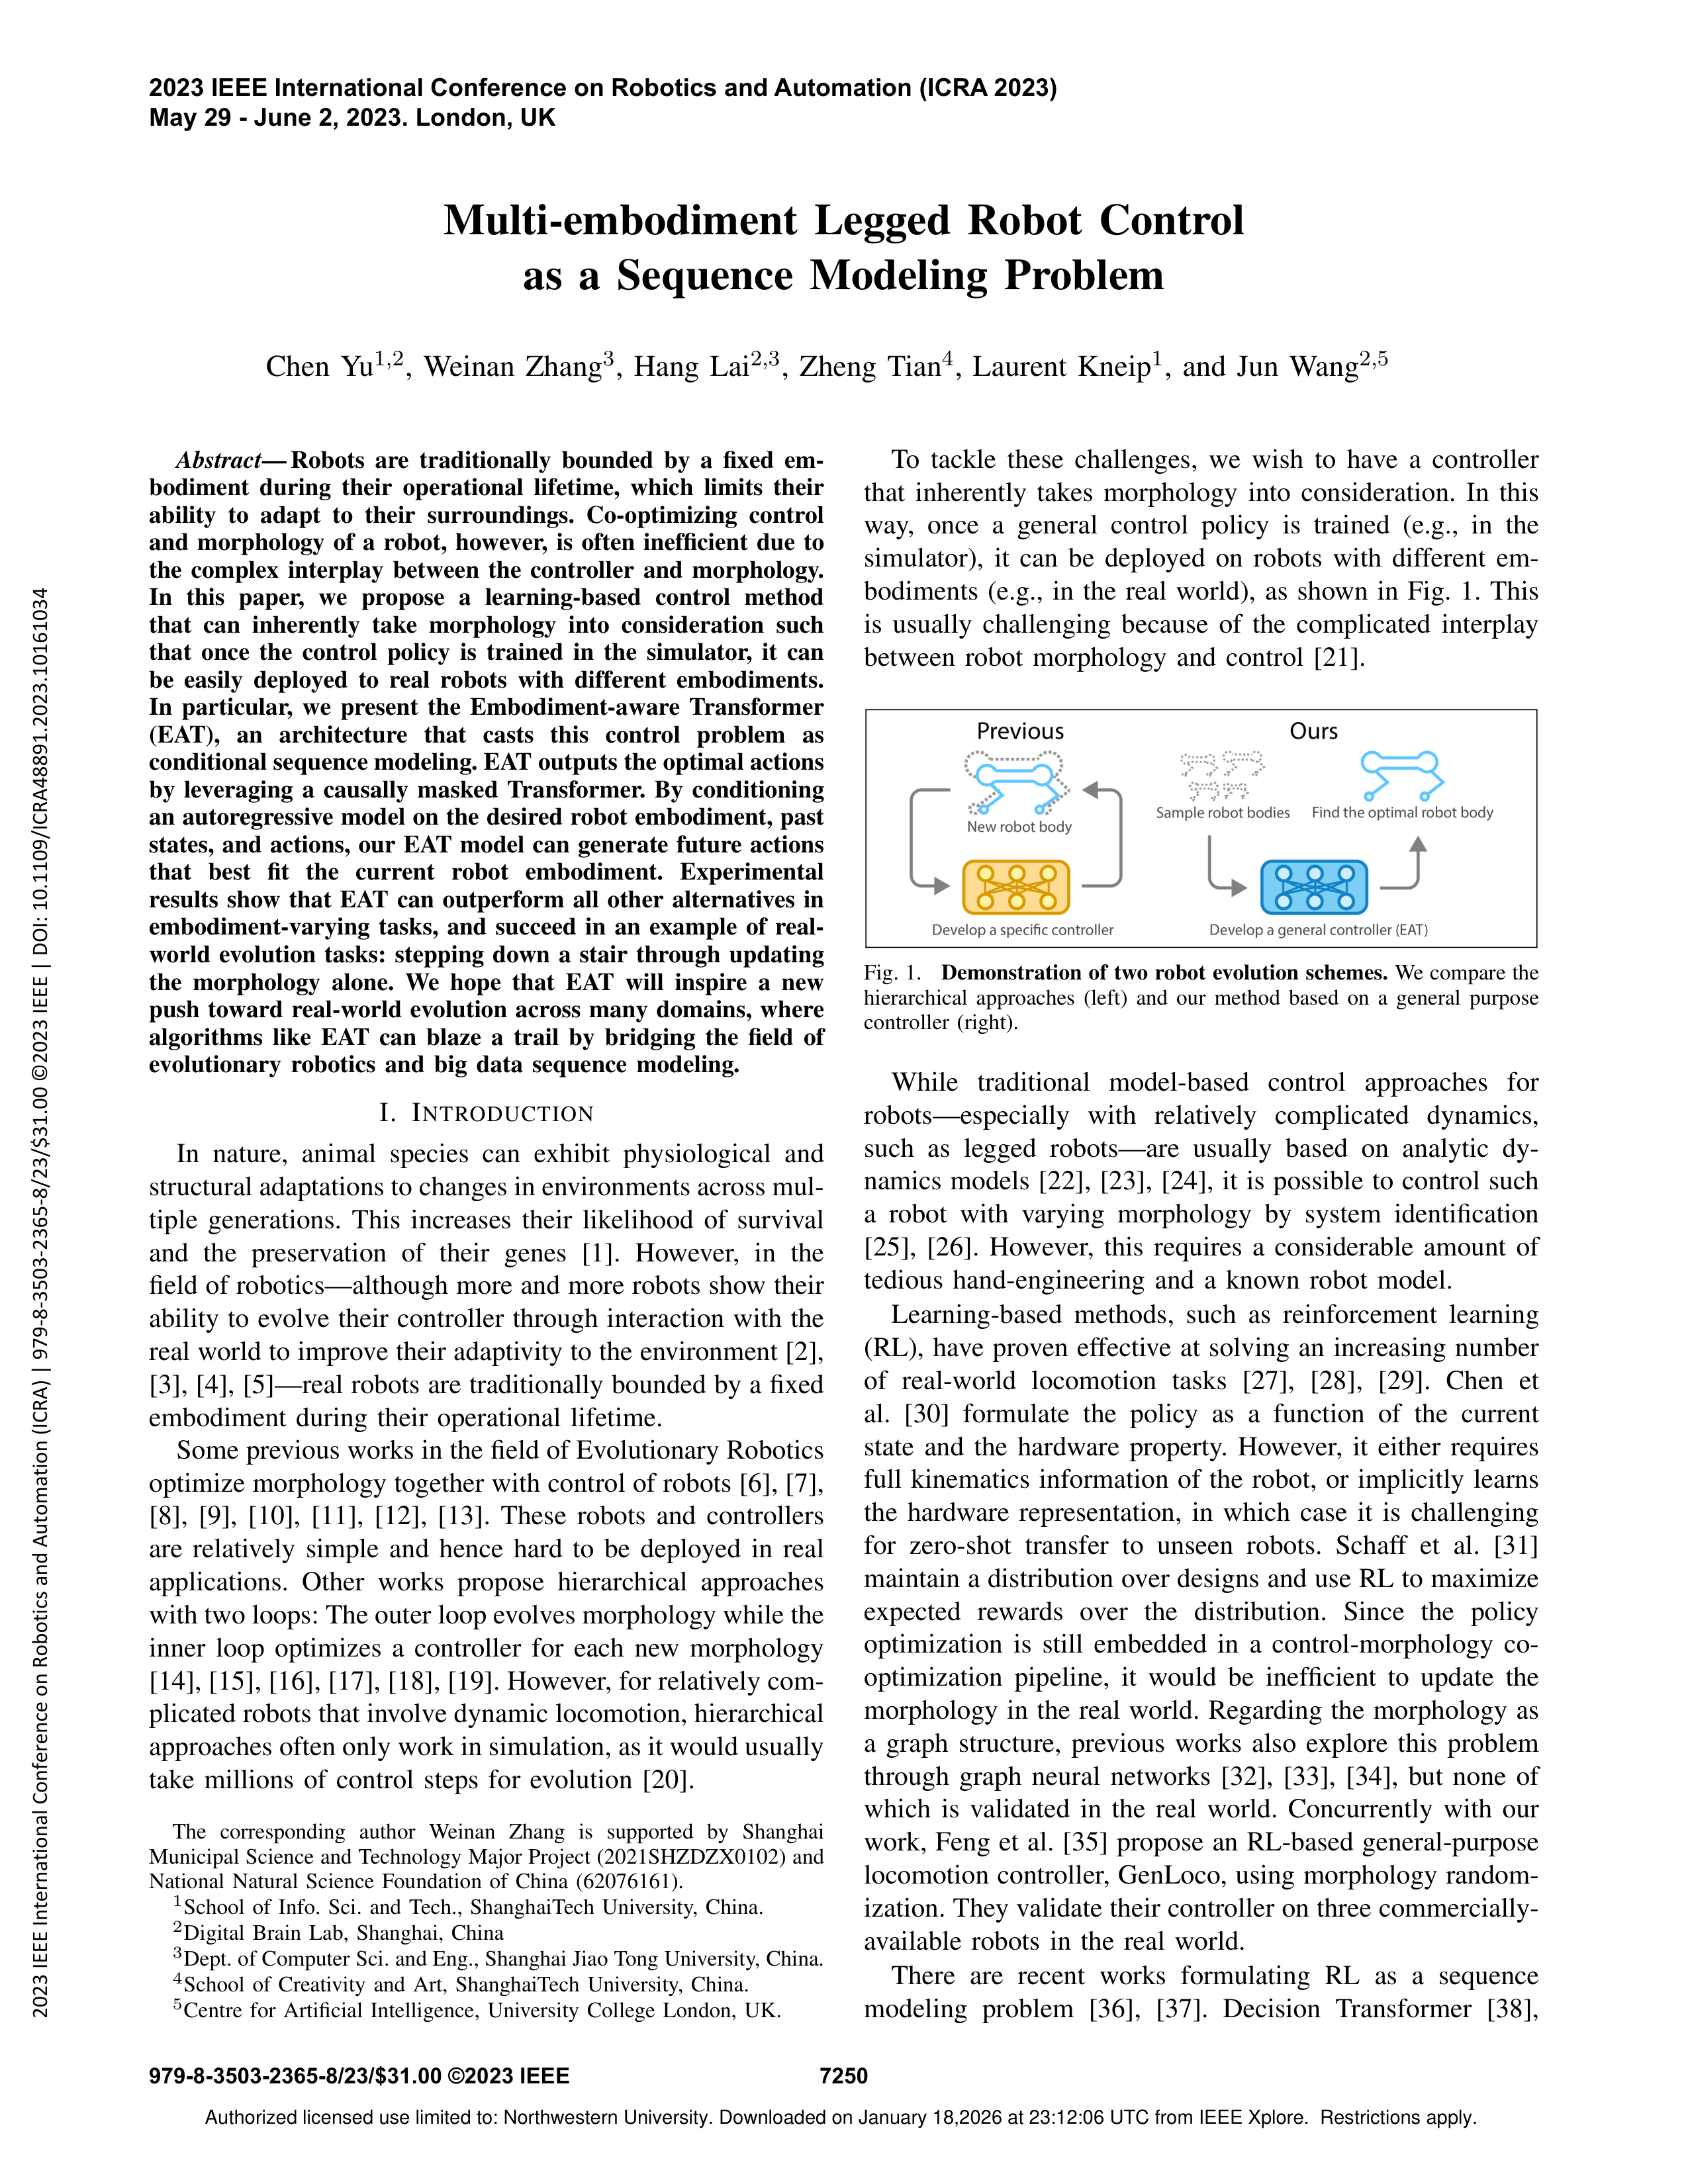 2023 IEEE International Conference on Robotics and Automation (ICRA 2023)
May 29 - June 2, 2023. London, UK
Multi-embodiment Legged Robot Control
as a Sequence Modeling Problem
Chen Yu1,2, Weinan Zhang3, Hang Lai2,3, Zheng Tian4, Laurent Kneip1, and Jun Wang2,5
Abstract— Robots are traditionally bounded by a fixed em-
bodiment during their operational lifetime, which limits their
ability to adapt to their surroundings. Co-optimizing control
and morphology of a robot, however, is often inefficient due to
the complex interplay between the controller and morphology.
In this paper, we propose a learning-based control method
that can inherently take morphology into consideration such
that once the control policy is trained in the simulator, it can
be easily deployed to real robots with different embodiments.
In particular, we present the Embodiment-aware Transformer
(EAT), an architecture that casts this control problem as
conditional sequence modeling. EAT outputs the optimal actions
by leveraging a causally masked Transformer. By conditioning
an autoregressive model on the desired robot embodiment, past
states, and actions, our EAT model can generate future actions
that best fit the current robot embodiment. Experimental
results show that EAT can outperform all other alternatives in
embodiment-varying tasks, and succeed in an example of real-
world evolution tasks: stepping down a stair through updating
the morphology alone. We hope that EAT will inspire a new
push toward real-world evolution across many domains, where
algorithms like EAT can blaze a trail by bridging the field of
evolutionary robotics and big data sequence modeling.
I. INTRODUCTION
In nature, animal species can exhibit physiological and
structural adaptations to changes in environments across mul-
tiple generations. This increases their likelihood of survival
and the preservation of their genes [1]. However, in the
field of robotics—although more and more robots show their
ability to evolve their controller through interaction with the
real world to improve their adaptivity to the environment [2],
[3], [4], [5]—real robots are traditionally bounded by a fixed
embodiment during their operational lifetime.
Some previous works in the field of Evolutionary Robotics
optimize morphology together with control of robots [6], [7],
[8], [9], [10], [11], [12], [13]. These robots and controllers
are relatively simple and hence hard to be deployed in real
applications. Other works propose hierarchical approaches
with two loops: The outer loop evolves morphology while the
inner loop optimizes a controller for each new morphology
[14], [15], [16], [17], [18], [19]. However, for relatively com-
plicated robots that involve dynamic locomotion, hierarchical
approaches often only work in simulation, as it would usually
take millions of control steps for evolution [20].
The corresponding author Weinan Zhang is supported by Shanghai
Municipal Science and Technology Major Project (2021SHZDZX0102) and
National Natural Science Foundation of China (62076161).
1School of Info. Sci. and Tech., ShanghaiTech University, China.
2Digital Brain Lab, Shanghai, China
3Dept. of Computer Sci. and Eng., Shanghai Jiao Tong University, China.
4School of Creativity and Art, ShanghaiTech University, China.
5Centre for Artificial Intelligence, University College London, UK.
To tackle these challenges, we wish to have a controller
that inherently takes morphology into consideration. In this
way, once a general control policy is trained (e.g., in the
simulator), it can be deployed on robots with different em-
bodiments (e.g., in the real world), as shown in Fig. 1. This
is usually challenging because of the complicated interplay
between robot morphology and control [21].
Previous
Ours
New robot body
Sample robot bodies
Find the optimal robot body
Develop a specific controller
Develop a general controller (EAT)
Fig. 1. Demonstration of two robot evolution schemes. We compare the
hierarchical approaches (left) and our method based on a general purpose
controller (right).
While traditional model-based control approaches for
robots—especially with relatively complicated dynamics,
such as legged robots—are usually based on analytic dy-
namics models [22], [23], [24], it is possible to control such
a robot with varying morphology by system identification
[25], [26]. However, this requires a considerable amount of
tedious hand-engineering and a known robot model.
Learning-based methods, such as reinforcement learning
(RL), have proven effective at solving an increasing number
of real-world locomotion tasks [27], [28], [29]. Chen et
al. [30] formulate the policy as a function of the current
state and the hardware property. However, it either requires
full kinematics information of the robot, or implicitly learns
the hardware representation, in which case it is challenging
for zero-shot transfer to unseen robots. Schaff et al. [31]
maintain a distribution over designs and use RL to maximize
expected rewards over the distribution. Since the policy
optimization is still embedded in a control-morphology co-
optimization pipeline, it would be inefficient to update the
morphology in the real world. Regarding the morphology as
a graph structure, previous works also explore this problem
through graph neural networks [32], [33], [34], but none of
which is validated in the real world. Concurrently with our
work, Feng et al. [35] propose an RL-based general-purpose
locomotion controller, GenLoco, using morphology random-
ization. They validate their controller on three commercially-
available robots in the real world.
There are recent works formulating RL as a sequence
modeling problem [36], [37]. Decision Transformer [38],
2023 IEEE International Conference on Robotics and Automation (ICRA) | 979-8-3503-2365-8/23/$31.00 ©2023 IEEE | DOI: 10.1109/ICRA48891.2023.10161034
979-8-3503-2365-8/23/$31.00 ©2023 IEEE
7250
Authorized licensed use limited to: Northwestern University. Downloaded on January 18,2026 at 23:12:06 UTC from IEEE Xplore. Restrictions apply.